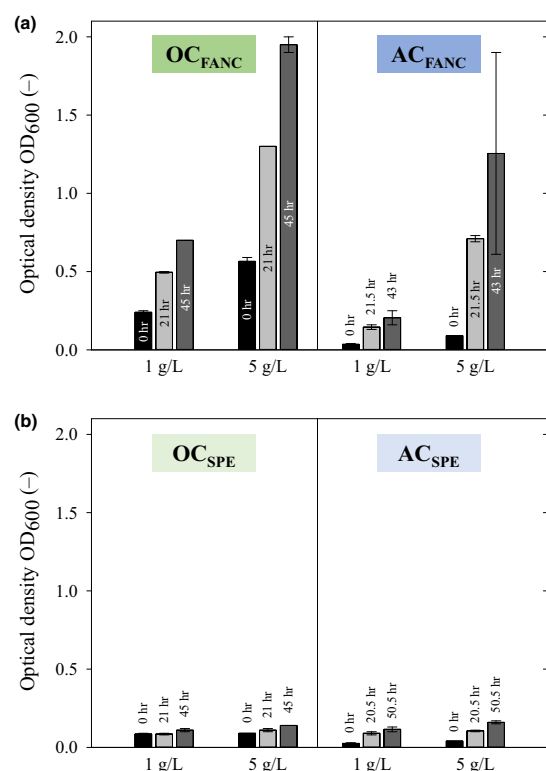 (a)
Optical density OD600 (–)
2.0
1.5
1.0
0.5
0.0
OCFANC
ACFANC
0 hr
21 hr
45 hr
0 hr
21 hr
45 hr
0 hr
21.5 hr
43 hr
0 hr
21.5 hr
43 hr
1 g/L
5 g/L
1 g/L
5 g/L
(b)
Optical density OD600 (–)
2.0
1.5
1.0
0.5
0.0
OCSPE
ACSPE
0 hr
21 hr
45 hr
0 hr
21 hr
45 hr
0 hr
20.5 hr
50.5 hr
0 hr
20.5 hr
50.5 hr
1 g/L
5 g/L
1 g/L
5 g/L